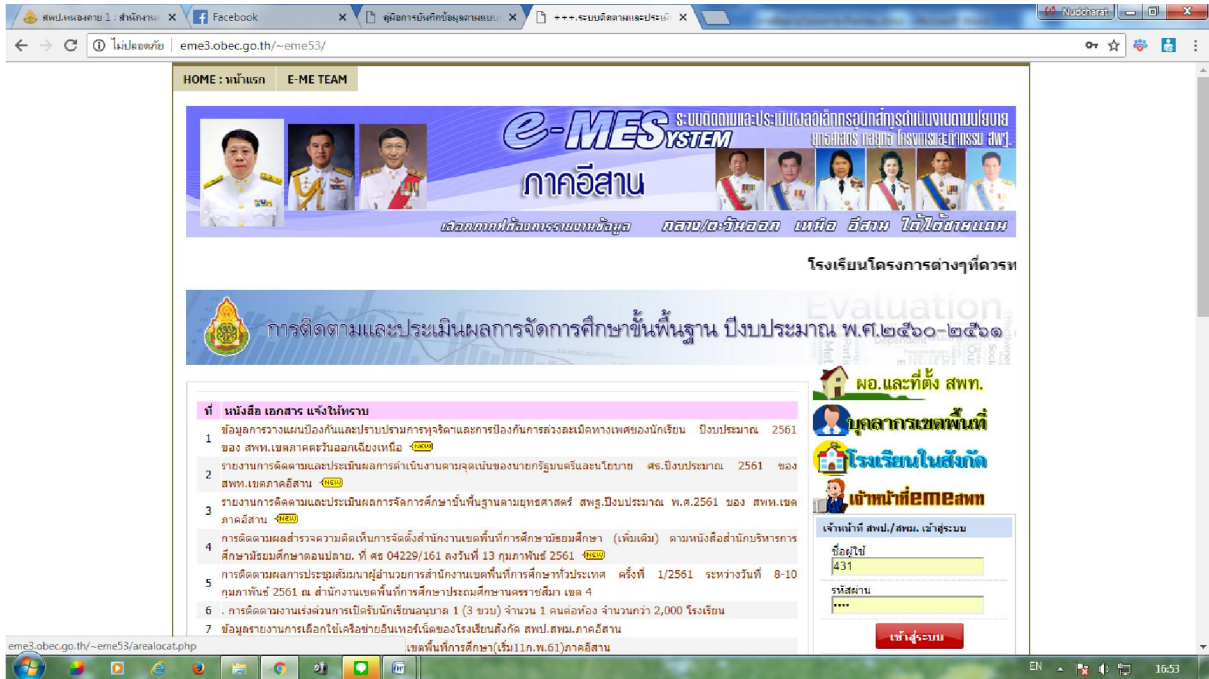 สพป.หนองคาย 1 : สำนักงาน
Facebook
คู่มือการบันทึกข้อมูลตามแบบ
+++.ระบบติดตามและประเมิ
Nuocharat
ไม่ปลอดภัย eme3.obec.go.th/~eme53/
HOME : หน้าแรก E-ME TEAM
e-MES YSTEM
ระบบติดตามและประเมินผลอิเล็กทรอนิกส์การดำเนินงานตามนโยบาย
ยุทธศาสตร์ กลยุทธ์ โครงการและกิจกรรม สพฐ.
ภาคอีสาน
เลือกภาคที่ต้องการรายงานข้อมูล กลาง/ตะวันออก เหนือ อีสาน ใต้/ใต้ชายแดน
โรงเรียนโครงการต่างๆที่ควรท
Evaluation
การติดตามและประเมินผลการจัดการศึกษาขั้นพื้นฐาน ปีงบประมาณ พ.ศ.๒๕๖๐-๒๕๖๑
ผอ.และที่ตั้ง สพท.
บุคลากรเขตพื้นที่
โรงเรียนในสังกัด
เจ้าหน้าที่emeสพท
ที่ หนังสือ เอกสาร แจ้งให้ทราบ
1 ข้อมูลการวางแผนป้องกันและปราบปรามการทุจริตฯและการป้องกันการล่วงละเมิดทางเพศของนักเรียน ปีงบประมาณ 2561
ของ สพท.เขตภาคตะวันออกเฉียงเหนือ NEW
2 รายงานการติดตามและประเมินผลการดำเนินงานตามจุดเน้นของนายกรัฐมนตรีและนโยบาย ศธ.ปีงบประมาณ 2561 ของ
สพท.เขตภาคอีสาน NEW
3 รายงานการติดตามและประเมินผลการจัดการศึกษาขั้นพื้นฐานตามยุทธศาสตร์ สพฐ.ปีงบประมาณ พ.ศ.2561 ของ สพท.เขต
ภาคอีสาน NEW
4 การติดตามผลสำรวจความคิดเห็นการจัดตั้งสำนักงานเขตพื้นที่การศึกษามัธยมศึกษา (เพิ่มเติม) ตามหนังสือสำนักบริหารการ
ศึกษามัธยมศึกษาตอนปลาย. ที่ ศธ 04229/161 ลงวันที่ 13 กุมภาพันธ์ 2561 NEW
5 การติดตามผลการประชุมสัมมนาผู้อำนวยการสำนักงานเขตพื้นที่การศึกษาทั่วประเทศ ครั้งที่ 1/2561 ระหว่างวันที่ 8-10
กุมภาพันธ์ 2561 ณ สำนักงานเขตพื้นที่การศึกษาประถมศึกษานครราชสีมา เขต 4
6 . การติดตามงานเร่งด่วนการเปิดรับนักเรียนอนุบาล 1 (3 ขวบ) จำนวน 1 คนต่อห้อง จำนวนกว่า 2,000 โรงเรียน
7 ข้อมูลรายงานการเลือกใช้เครือข่ายอินเทอร์เน็ตของโรงเรียนสังกัด สพป.สพม.ภาคอีสาน
เขตพื้นที่การศึกษา(เริ่ม11ก.พ.61)ภาคอีสาน
เจ้าหน้าที่ สพป./สพม. เข้าสู่ระบบ
ชื่อผู้ใช้
431
รหัสผ่าน
••••
เข้าสู่ระบบ
eme3.obec.go.th/~eme53/arealocat.php
EN 16:53